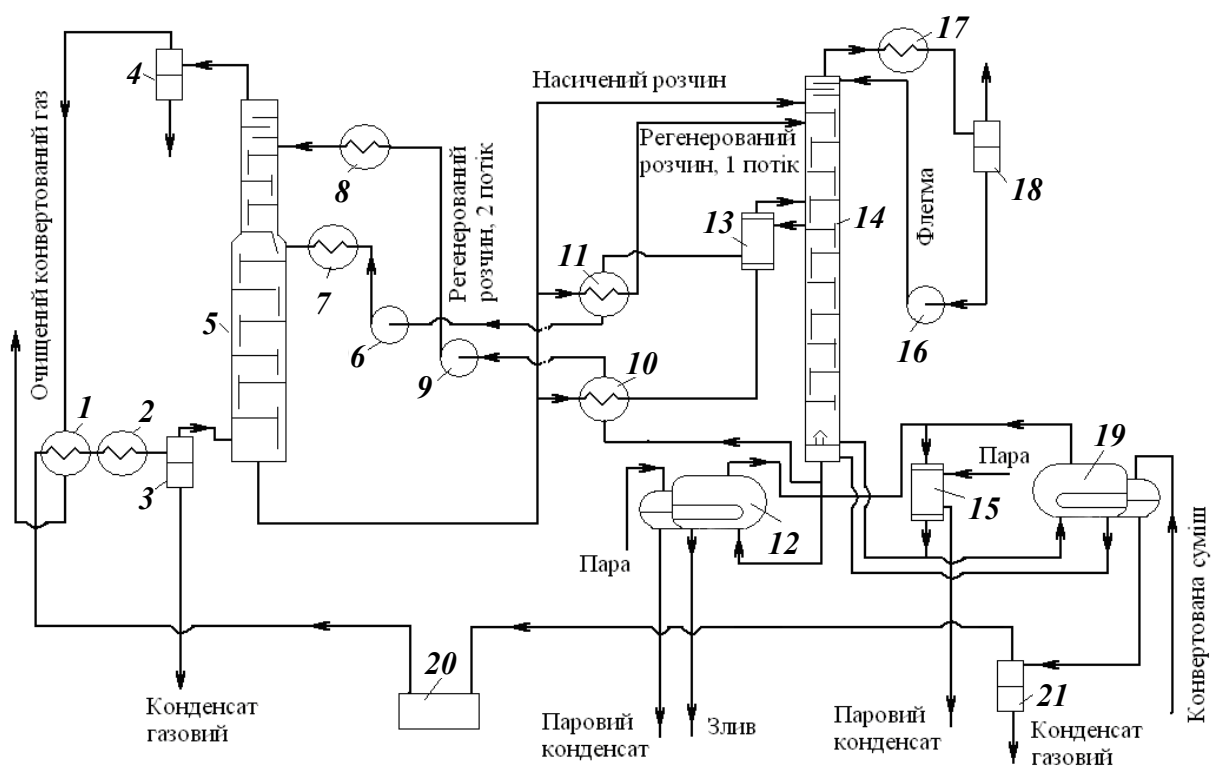 17
4
Насичений розчин
Очищений конвертований газ
Регенерований
розчин, 1 потік
8
Регенерований
розчин, 2 потік
18
13
14
Флегма
11
7
5
6
16
9
10
1
2
3
Пара
19
15
12
Пара
Конвертована суміш
20
21
Конденсат
газовий
Паровий
конденсат
Злив
Паровий
конденсат
Конденсат
газовий